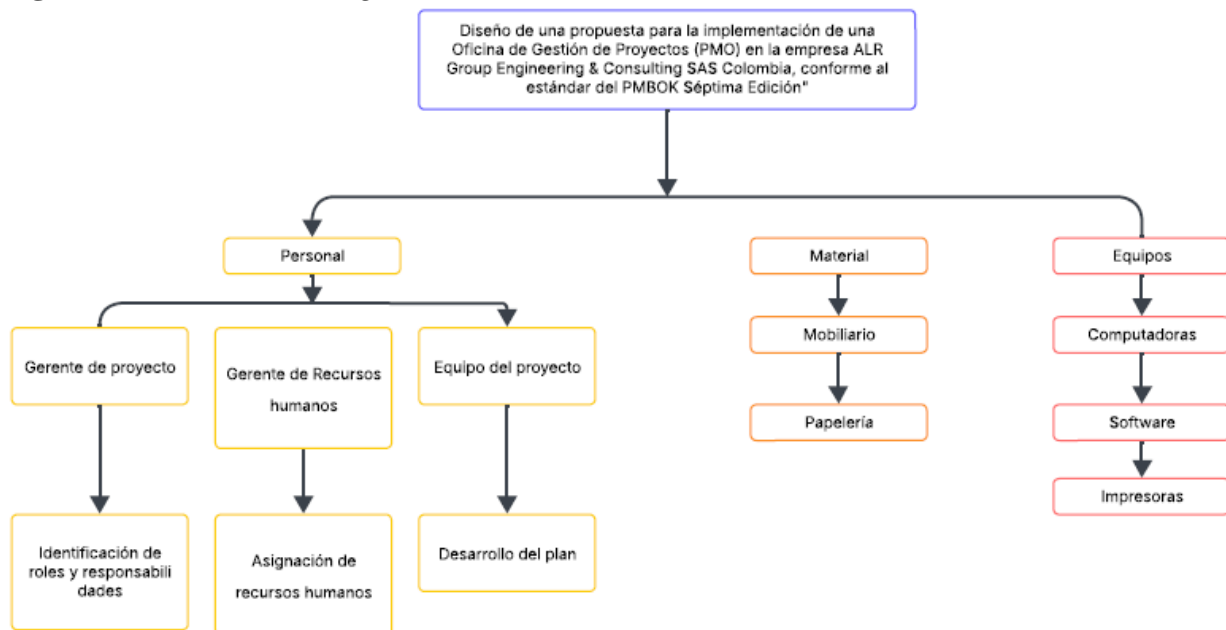 Diseño de una propuesta para la implementación de una
Oficina de Gestión de Proyectos (PMO) en la empresa ALR
Group Engineering & Consulting SAS Colombia, conforme al
estándar del PMBOK Séptima Edición"
Personal
Material
Equipos
Gerente de proyecto
Gerente de Recursos
humanos
Equipo del proyecto
Mobiliario
Computadoras
Papelería
Software
Impresoras
Identificación de
roles y responsabili
dades
Asignación de
recursos humanos
Desarrollo del plan